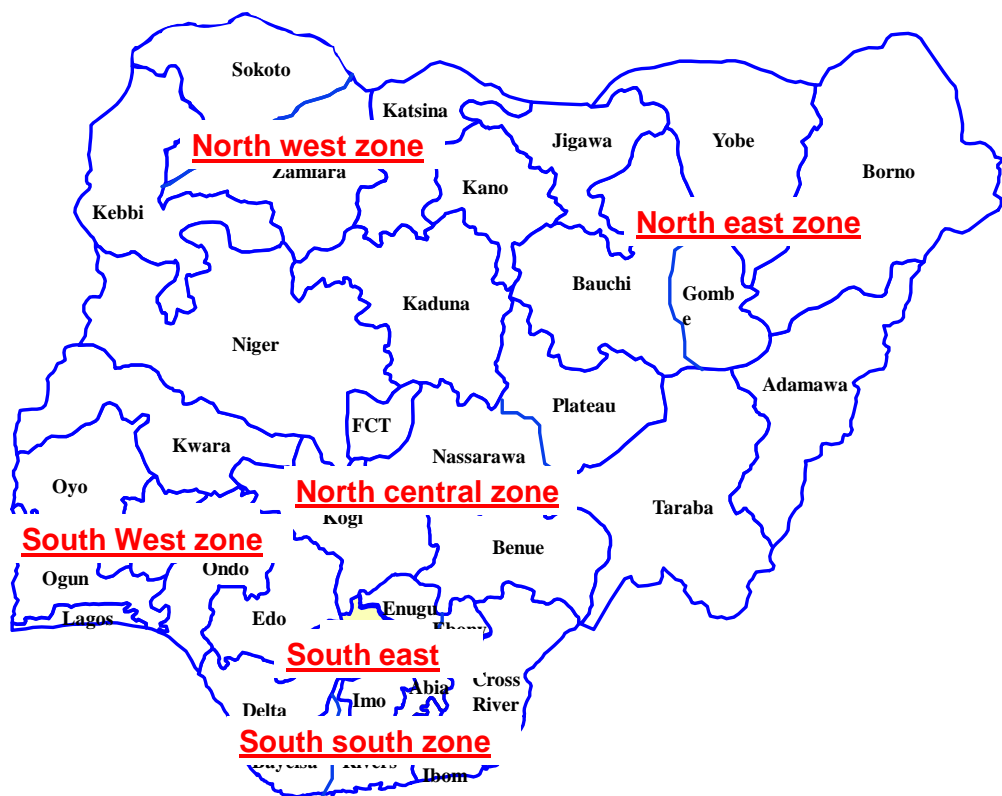 Sokoto
Katsina
North west zone
Zamfara
Jigawa
Yobe
Kano
Borno
Kebbi
North east zone
Bauchi
Gomb
e
Kaduna
Niger
Adamawa
Plateau
FCT
Kwara
Nassarawa
Oyo
North central zone
Kogi
Taraba
South West zone
Benue
Ondo
Ogun
Enugu
Lagos
Edo
Ebony
South east
Abia
Cross
River
Imo
Delta
South south zone
Bayelsa
Rivers
Ibom